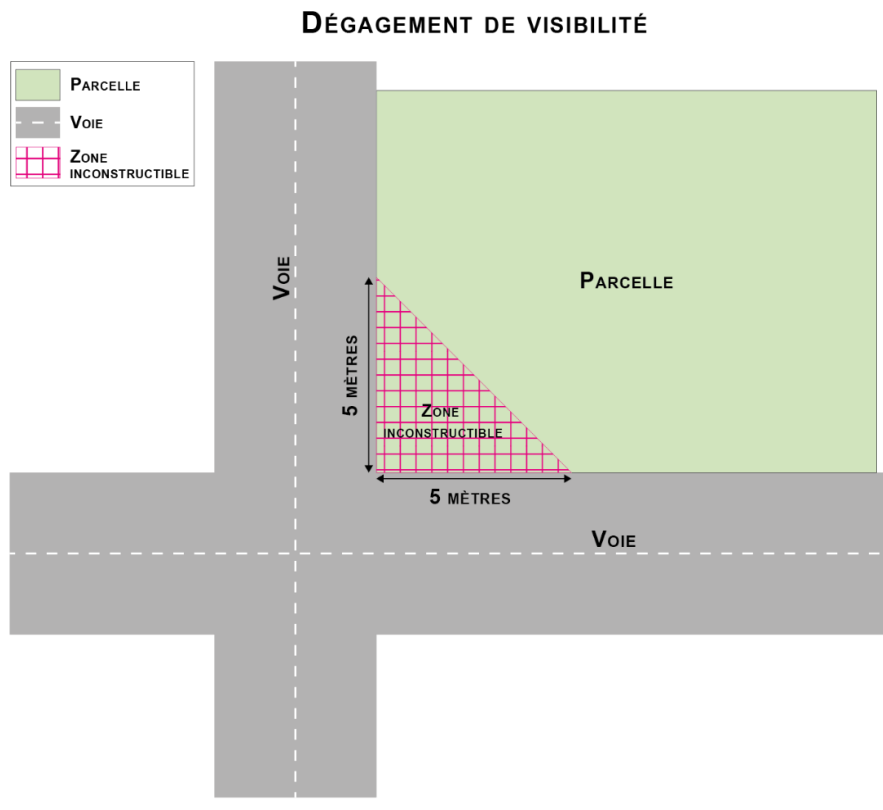 Dégagement de visibilité
Parcelle
Voie
Zone
inconstructible
Voie
Parcelle
5 mètres
Zone
inconstructible
5 mètres
Voie